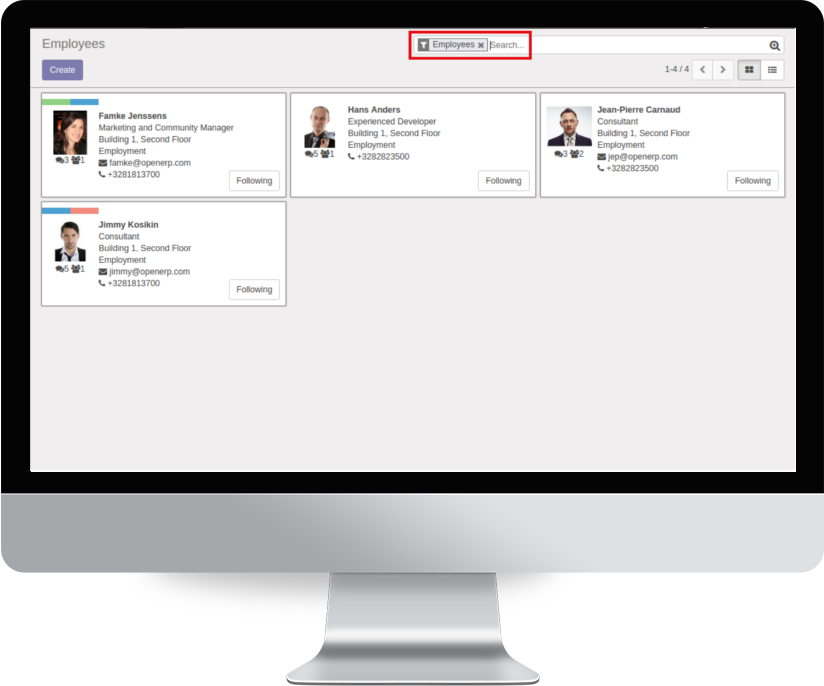 Employees
Employees × Search...
Create
1-4 / 4
Famke Jenssens
Marketing and Community Manager
Building 1, Second Floor
Employment
famke@openerp.com
+3281813700
3 1
Following
Hans Anders
Experienced Developer
Building 1, Second Floor
Employment
+3282823500
5 1
Following
Jean-Pierre Carnaud
Consultant
Building 1, Second Floor
Employment
jep@openerp.com
+3282823500
3 2
Following
Jimmy Kosikin
Consultant
Building 1, Second Floor
Employment
jimmy@openerp.com
+3281813700
5 1
Following